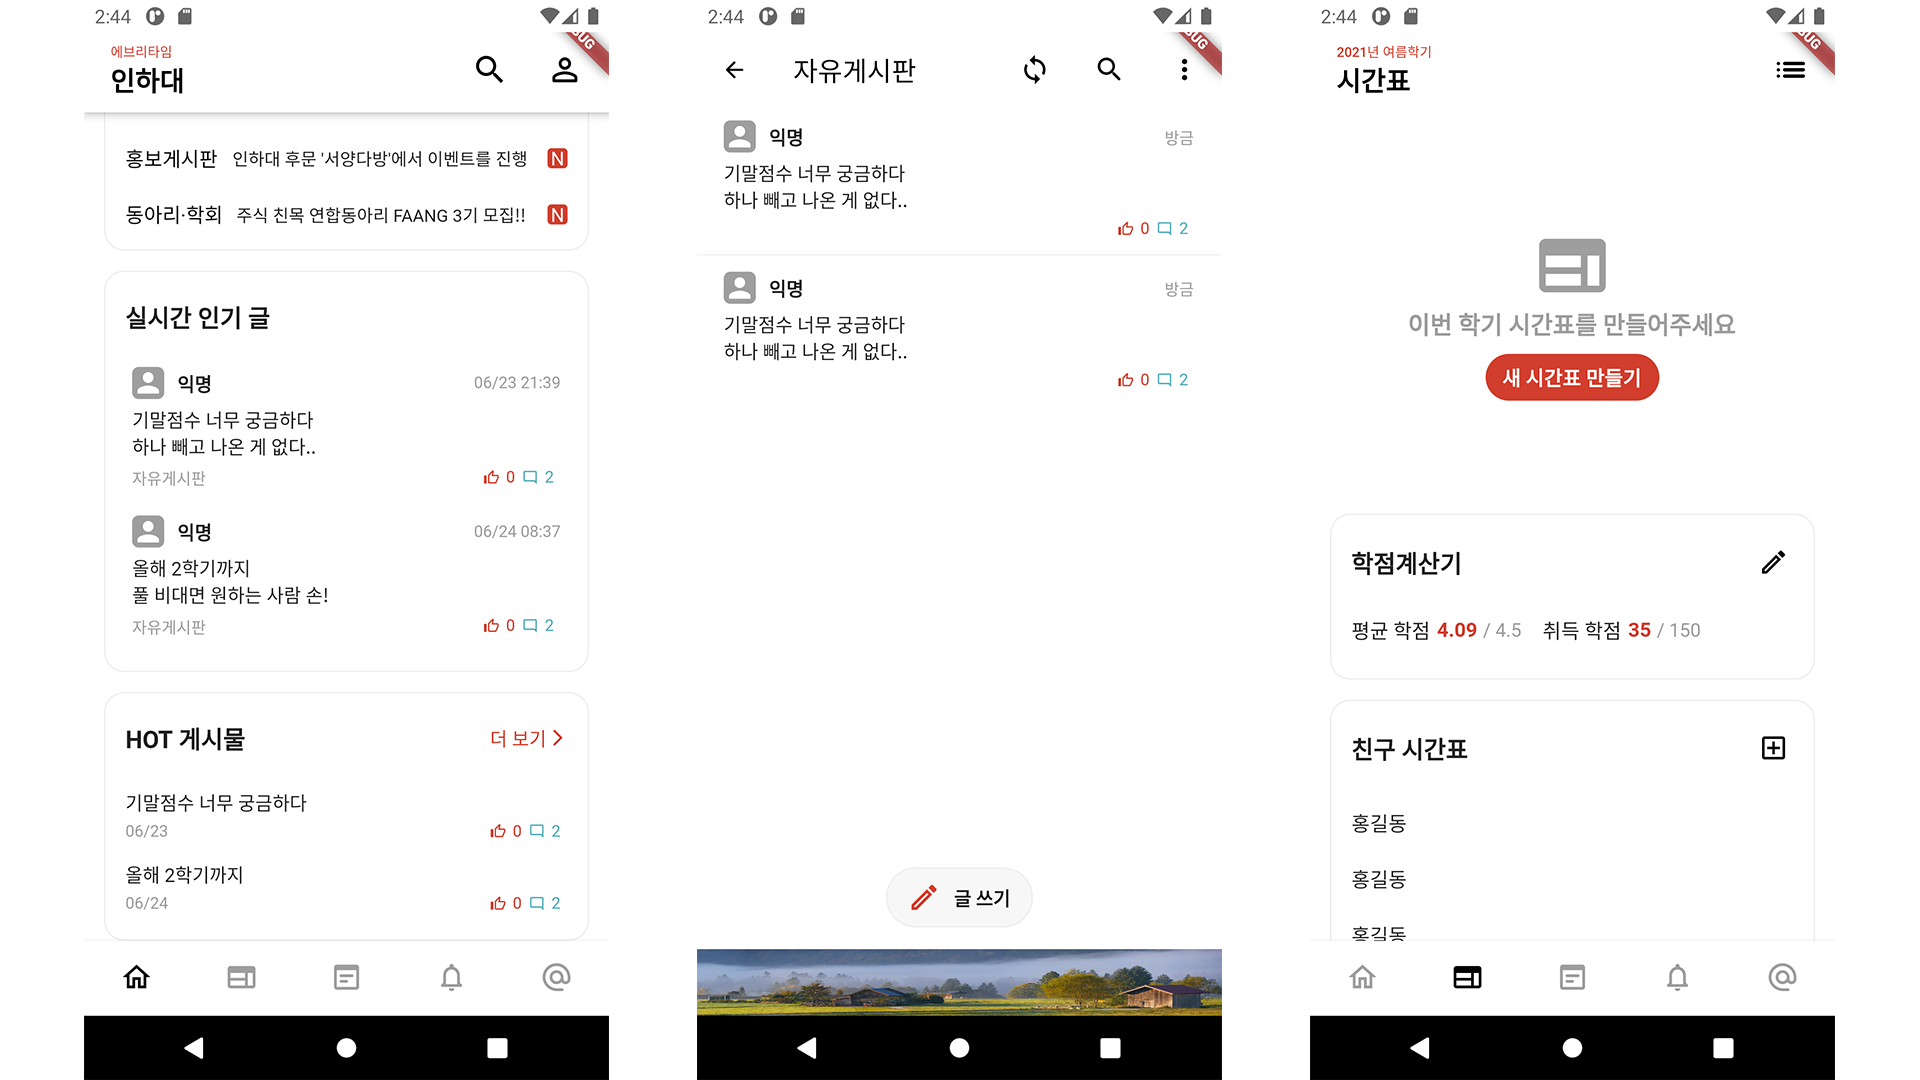 2:44
에브리타임
인하대
홍보게시판 인하대 후문 '서양다방'에서 이벤트를 진행 N
동아리·학회 주식 친목 연합동아리 FAANG 3기 모집!! N
실시간 인기 글
익명 06/23 21:39
기말점수 너무 궁금하다
하나 빼고 나온 게 없다..
자유게시판 0 2
익명 06/24 08:37
올해 2학기까지
풀 비대면 원하는 사람 손!
자유게시판 0 2
HOT 게시물 더 보기
기말점수 너무 궁금하다
06/23 0 2
올해 2학기까지
06/24 0 2
2:44
자유게시판
익명 방금
기말점수 너무 궁금하다
하나 빼고 나온 게 없다..
0 2
익명 방금
기말점수 너무 궁금하다
하나 빼고 나온 게 없다..
0 2
글 쓰기
2:44
2021년 여름학기
시간표
이번 학기 시간표를 만들어주세요
새 시간표 만들기
학점계산기
평균 학점 4.09 / 4.5 취득 학점 35 / 150
친구 시간표
홍길동
홍길동
홍길동